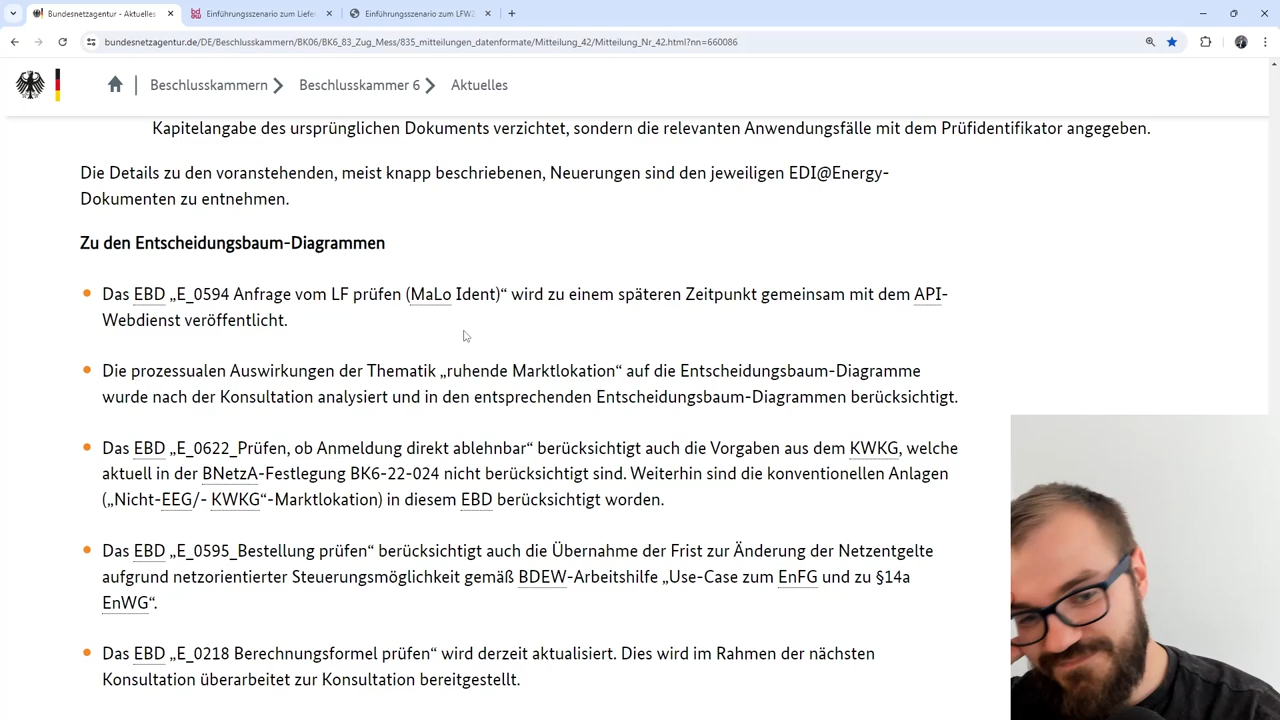 Bundesnetzagentur - Aktuelles
Einführungsszenario zum Liefer
Einführungsszenario zum LFW2
bundesnetzagentur.de/DE/Beschlusskammern/BK06/BK6_83_Zug_Mess/835_mitteilungen_datenformate/Mitteilung_42/Mitteilung_Nr_42.html?nn=660086
Beschlusskammern
Beschlusskammer 6
Aktuelles
Kapitelangabe des ursprünglichen Dokuments verzichtet, sondern die relevanten Anwendungsfälle mit dem Prüfidentifikator angegeben.
Die Details zu den voranstehenden, meist knapp beschriebenen, Neuerungen sind den jeweiligen EDI@Energy-
Dokumenten zu entnehmen.
Zu den Entscheidungsbaum-Diagrammen
Das EBD „E_0594 Anfrage vom LF prüfen (MaLo Ident)“ wird zu einem späteren Zeitpunkt gemeinsam mit dem API-
Webdienst veröffentlicht.
Die prozessualen Auswirkungen der Thematik „ruhende Marktlokation“ auf die Entscheidungsbaum-Diagramme
wurde nach der Konsultation analysiert und in den entsprechenden Entscheidungsbaum-Diagrammen berücksichtigt.
Das EBD „E_0622_Prüfen, ob Anmeldung direkt ablehnbar“ berücksichtigt auch die Vorgaben aus dem KWKG, welche
aktuell in der BNetzA-Festlegung BK6-22-024 nicht berücksichtigt sind. Weiterhin sind die konventionellen Anlagen
(„Nicht-EEG/- KWKG“-Marktlokation) in diesem EBD berücksichtigt worden.
Das EBD „E_0595_Bestellung prüfen“ berücksichtigt auch die Übernahme der Frist zur Änderung der Netzentgelte
aufgrund netzorientierter Steuerungsmöglichkeit gemäß BDEW-Arbeitshilfe „Use-Case zum EnFG und zu §14a
EnWG“.
Das EBD „E_0218 Berechnungsformel prüfen“ wird derzeit aktualisiert. Dies wird im Rahmen der nächsten
Konsultation überarbeitet zur Konsultation bereitgestellt.